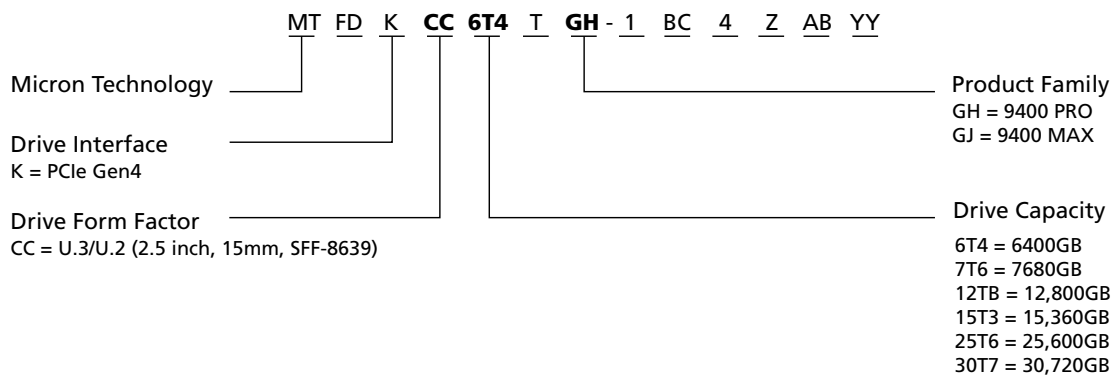 MT FD K CC 6T4 T GH - 1 BC 4 Z AB YY
Micron Technology
Drive Interface
K = PCIe Gen4
Drive Form Factor
CC = U.3/U.2 (2.5 inch, 15mm, SFF-8639)
Product Family
GH = 9400 PRO
GJ = 9400 MAX
Drive Capacity
6T4 = 6400GB
7T6 = 7680GB
12TB = 12,800GB
15T3 = 15,360GB
25T6 = 25,600GB
30T7 = 30,720GB